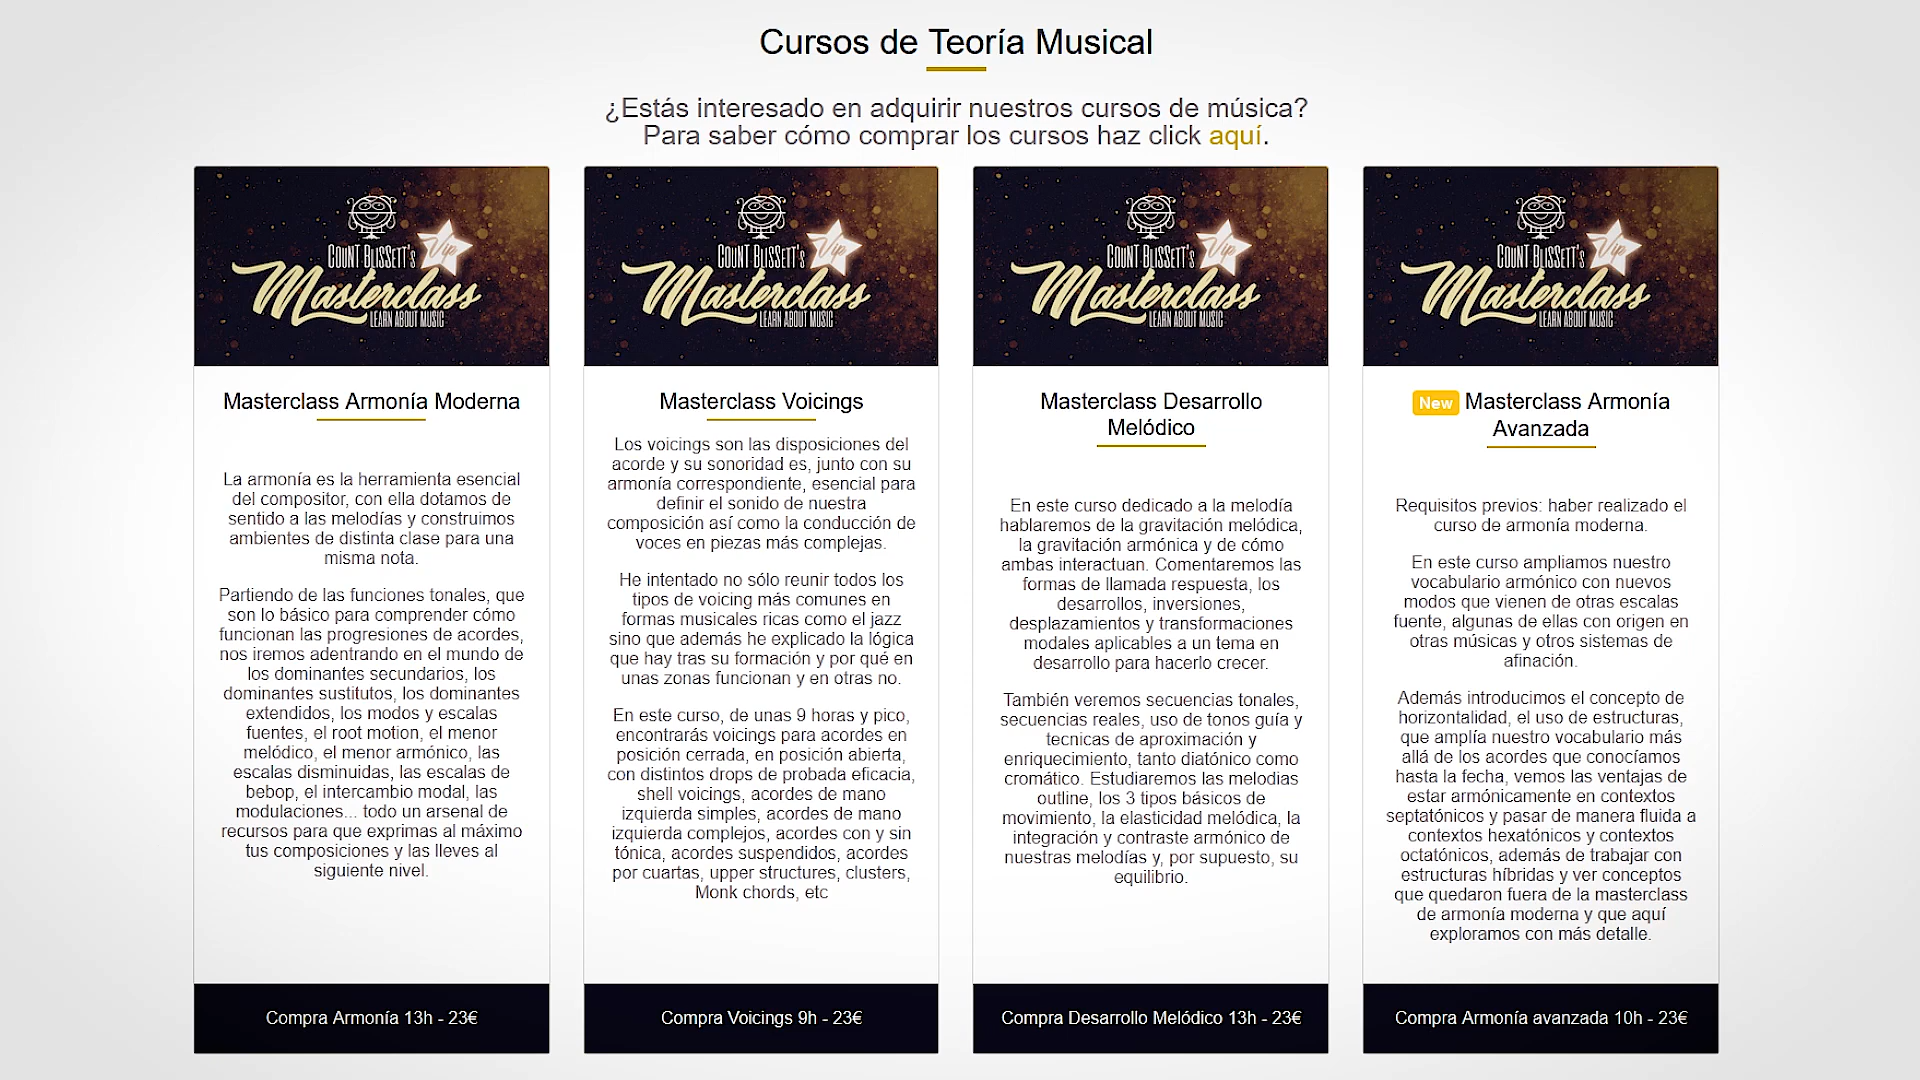 Cursos de Teoría Musical
¿Estás interesado en adquirir nuestros cursos de música?
Para saber cómo comprar los cursos haz click aquí.
COUNT BLISSETT'S
Vip
Masterclass
LEARN ABOUT MUSIC
Masterclass Armonía Moderna
La armonía es la herramienta esencial
del compositor, con ella dotamos de
sentido a las melodías y construimos
ambientes de distinta clase para una
misma nota.
Partiendo de las funciones tonales, que
son lo básico para comprender cómo
funcionan las progresiones de acordes,
nos iremos adentrando en el mundo de
los dominantes secundarios, los
dominantes sustitutos, los dominantes
extendidos, los modos y escalas
fuentes, el root motion, el menor
melódico, el menor armónico, las
escalas disminuidas, las escalas de
bebop, el intercambio modal, las
modulaciones... todo un arsenal de
recursos para que exprimas al máximo
tus composiciones y las lleves al
siguiente nivel.
Compra Armonía 13h - 23€
COUNT BLISSETT'S
Vip
Masterclass
LEARN ABOUT MUSIC
Masterclass Voicings
Los voicings son las disposiciones del
acorde y su sonoridad es, junto con su
armonía correspondiente, esencial para
definir el sonido de nuestra
composición así como la conducción de
voces en piezas más complejas.
He intentado no sólo reunir todos los
tipos de voicing más comunes en
formas musicales ricas como el jazz
sino que además he explicado la lógica
que hay tras su formación y por qué en
unas zonas funcionan y en otras no.
En este curso, de unas 9 horas y pico,
encontrarás voicings para acordes en
posición cerrada, en posición abierta,
con distintos drops de probada eficacia,
shell voicings, acordes de mano
izquierda simples, acordes de mano
izquierda complejos, acordes con y sin
tónica, acordes suspendidos, acordes
por cuartas, upper structures, clusters,
Monk chords, etc
Compra Voicings 9h - 23€
COUNT BLISSETT'S
Vip
Masterclass
LEARN ABOUT MUSIC
Masterclass Desarrollo
Melódico
En este curso dedicado a la melodía
hablaremos de la gravitación melódica,
la gravitación armónica y de cómo
ambas interactuan. Comentaremos las
formas de llamada respuesta, los
desarrollos, inversiones,
desplazamientos y transformaciones
modales aplicables a un tema en
desarrollo para hacerlo crecer.
También veremos secuencias tonales,
secuencias reales, uso de tonos guía y
tecnicas de aproximación y
enriquecimiento, tanto diatónico como
cromático. Estudiaremos las melodias
outline, los 3 tipos básicos de
movimiento, la elasticidad melódica, la
integración y contraste armónico de
nuestras melodías y, por supuesto, su
equilibrio.
Compra Desarrollo Melódico 13h - 23€
COUNT BLISSETT'S
Vip
Masterclass
LEARN ABOUT MUSIC
New Masterclass Armonía
Avanzada
Requisitos previos: haber realizado el
curso de armonía moderna.
En este curso ampliamos nuestro
vocabulario armónico con nuevos
modos que vienen de otras escalas
fuente, algunas de ellas con origen en
otras músicas y otros sistemas de
afinación.
Además introducimos el concepto de
horizontalidad, el uso de estructuras,
que amplía nuestro vocabulario más
allá de los acordes que conocíamos
hasta la fecha, vemos las ventajas de
estar armónicamente en contextos
septatónicos y pasar de manera fluida a
contextos hexatónicos y contextos
octatónicos, además de trabajar con
estructuras híbridas y ver conceptos
que quedaron fuera de la masterclass
de armonía moderna y que aquí
exploramos con más detalle.
Compra Armonía avanzada 10h - 23€